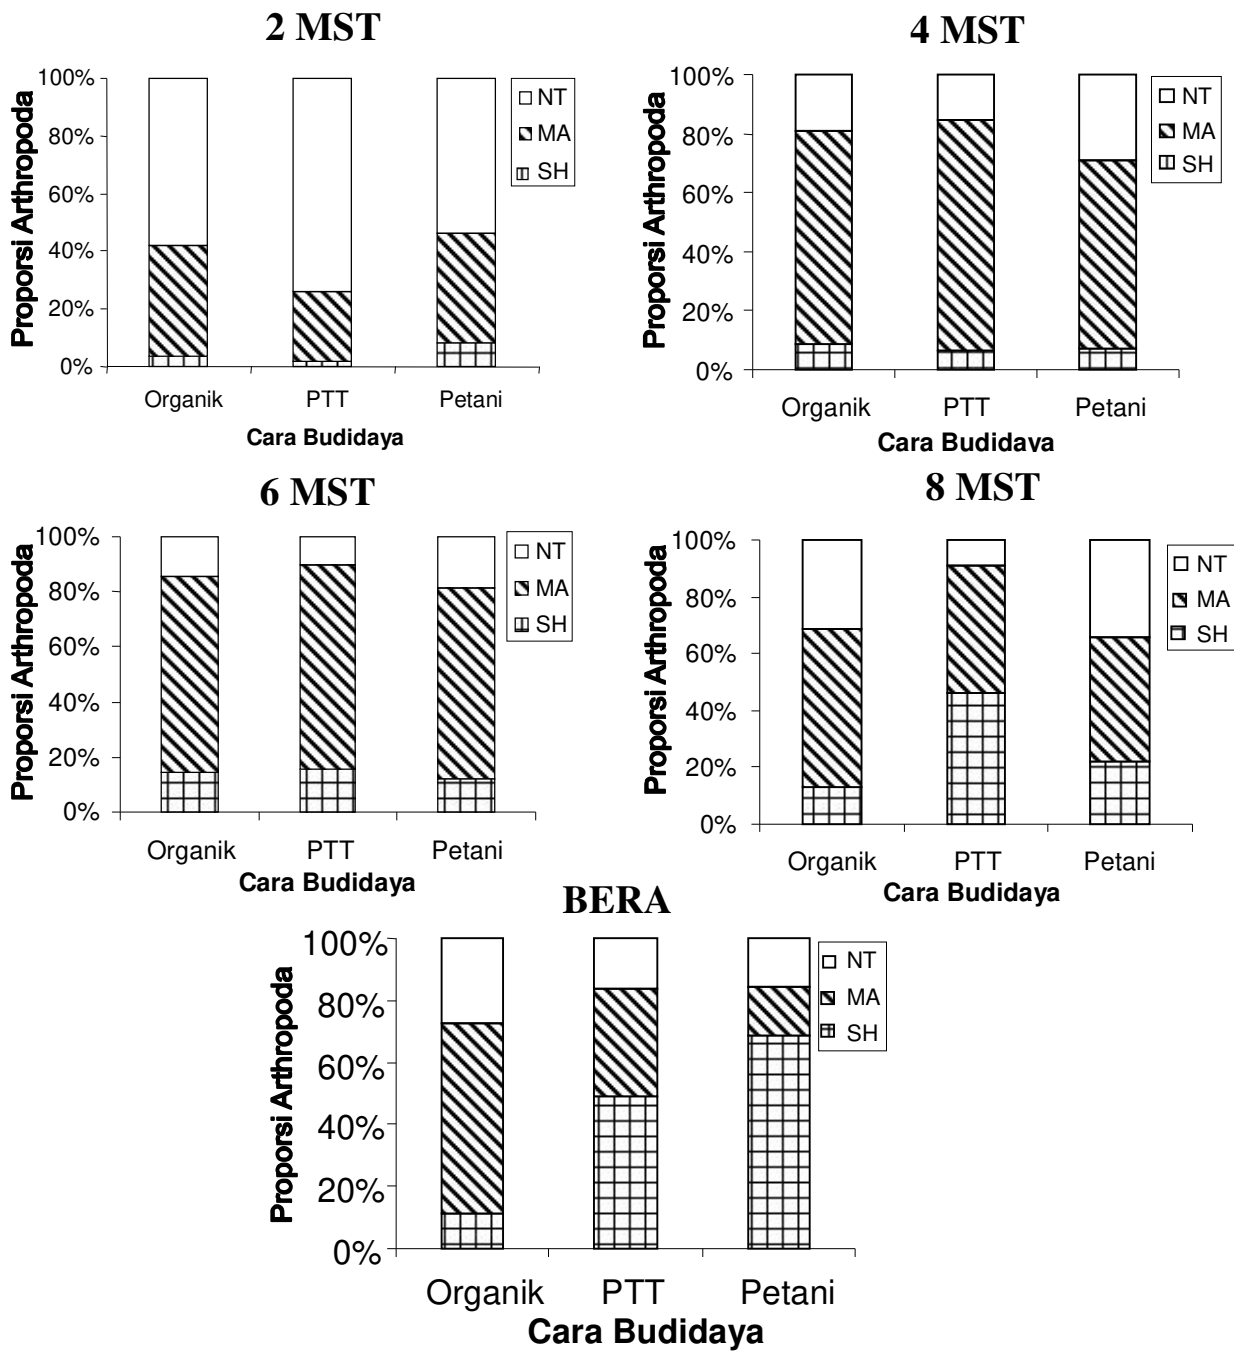 2 MST
Proporsi Arthropoda
100%
80%
60%
40%
20%
0%
NT
MA
SH
Organik PTT Petani
Cara Budidaya
4 MST
Proporsi Arthropoda
100%
80%
60%
40%
20%
0%
NT
MA
SH
Organik PTT Petani
Cara Budidaya
6 MST
Proporsi Arthropoda
100%
80%
60%
40%
20%
0%
NT
MA
SH
Organik PTT Petani
Cara Budidaya
8 MST
Proporsi Arthropoda
100%
80%
60%
40%
20%
0%
NT
MA
SH
Organik PTT Petani
Cara Budidaya
BERA
Proporsi Arthropoda
100%
80%
60%
40%
20%
0%
NT
MA
SH
Organik PTT Petani
Cara Budidaya